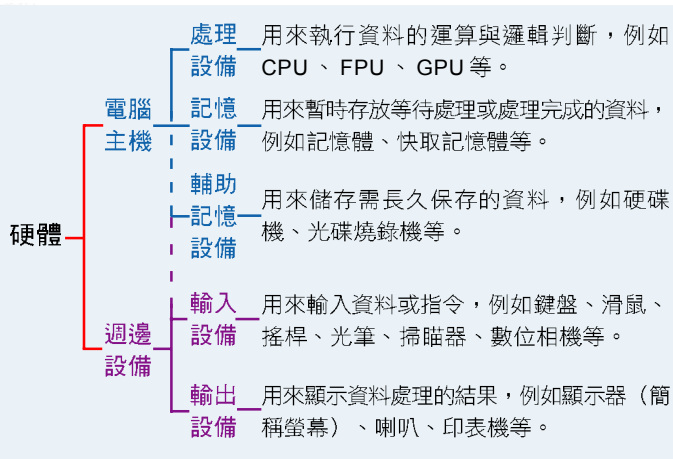 硬體
電腦
主機
處理
設備
用來執行資料的運算與邏輯判斷，例如
CPU、FPU、GPU等。
記憶
設備
用來暫時存放等待處理或處理完成的資料，
例如記憶體、快取記憶體等。
輔助
記憶
設備
用來儲存需長久保存的資料，例如硬碟
機、光碟燒錄機等。
週邊
設備
輸入
設備
用來輸入資料或指令，例如鍵盤、滑鼠、
搖桿、光筆、掃瞄器、數位相機等。
輸出
設備
用來顯示資料處理的結果，例如顯示器（簡
稱螢幕）、喇叭、印表機等。